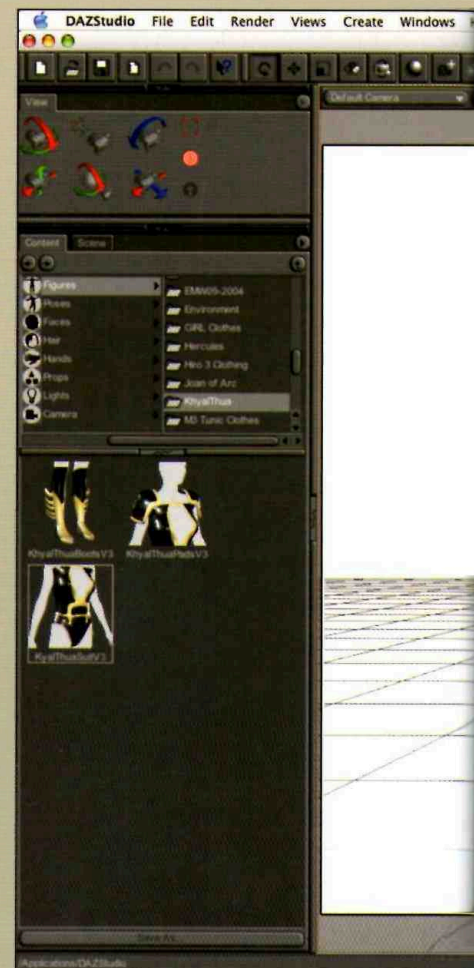 DAZStudio File Edit Render Views Create Windows
View
Default Camera
Content Scene
Figures
Poses
Faces
Hair
Hands
Props
Lights
Camera
EMW09-2004
Environment
GIRL Clothes
Hercules
Hiro 3 Clothing
Joan of Arc
KhyalThua
M3 Tunic Clothes
KhyalThuaBootsV3 KhyalThuaPadsV3
KyalThuaSuitV3
Save As...
/Applications/DAZStudio